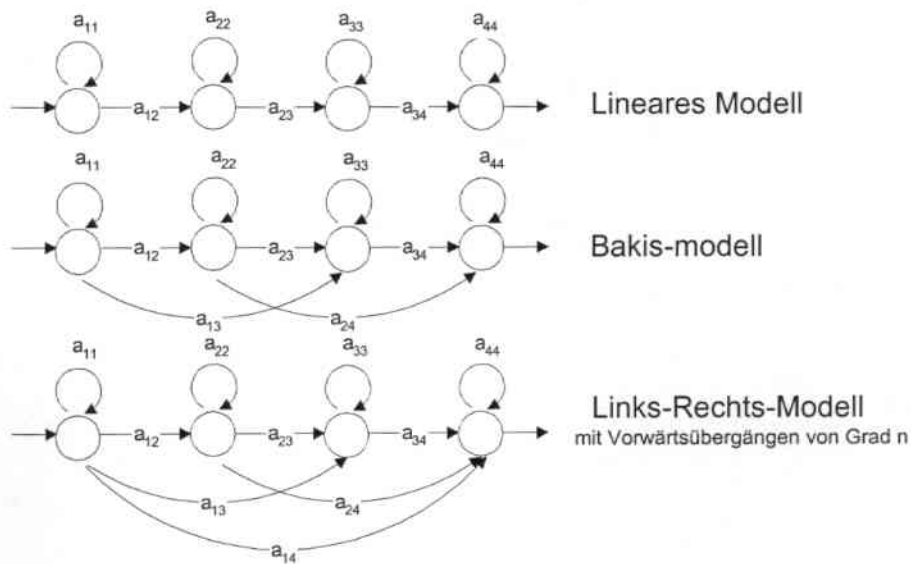 a11 a22 a33 a44
a12 a23 a34
Lineares Modell
a11 a22 a33 a44
a12 a23 a34
Bakis-modell
a13 a24
a11 a22 a33 a44
a12 a23 a34
Links-Rechts-Modell
mit Vorwärtsübergängen von Grad n
a13 a24
a14